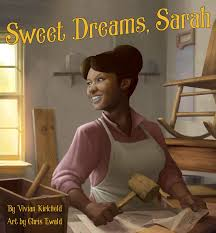 Sweet Dreams, Sarah
By Vivian Kirkfield
Art by Chris Ewald